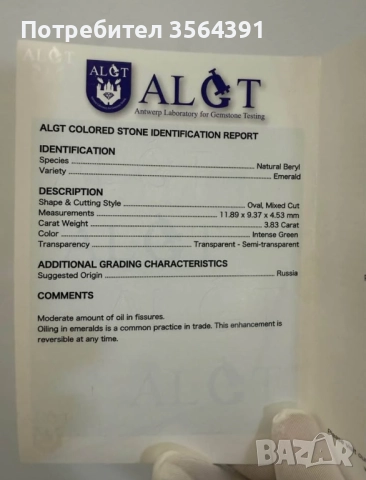 Потребител 3564391
ALGT
ALGT
Antwerp Laboratory for Gemstone Testing
ALGT COLORED STONE IDENTIFICATION REPORT
IDENTIFICATION
Species Natural Beryl
Variety Emerald
DESCRIPTION
Shape & Cutting Style Oval, Mixed Cut
Measurements 11.89 x 9.37 x 4.53 mm
Carat Weight 3.83 Carat
Color Intense Green
Transparency Transparent - Semi-transparent
ADDITIONAL GRADING CHARACTERISTICS
Suggested Origin Russia
COMMENTS
Moderate amount of oil in fissures.
Oiling in emeralds is a common practice in trade. This enhancement is
reversible at any time.
ALGT
BAZAR